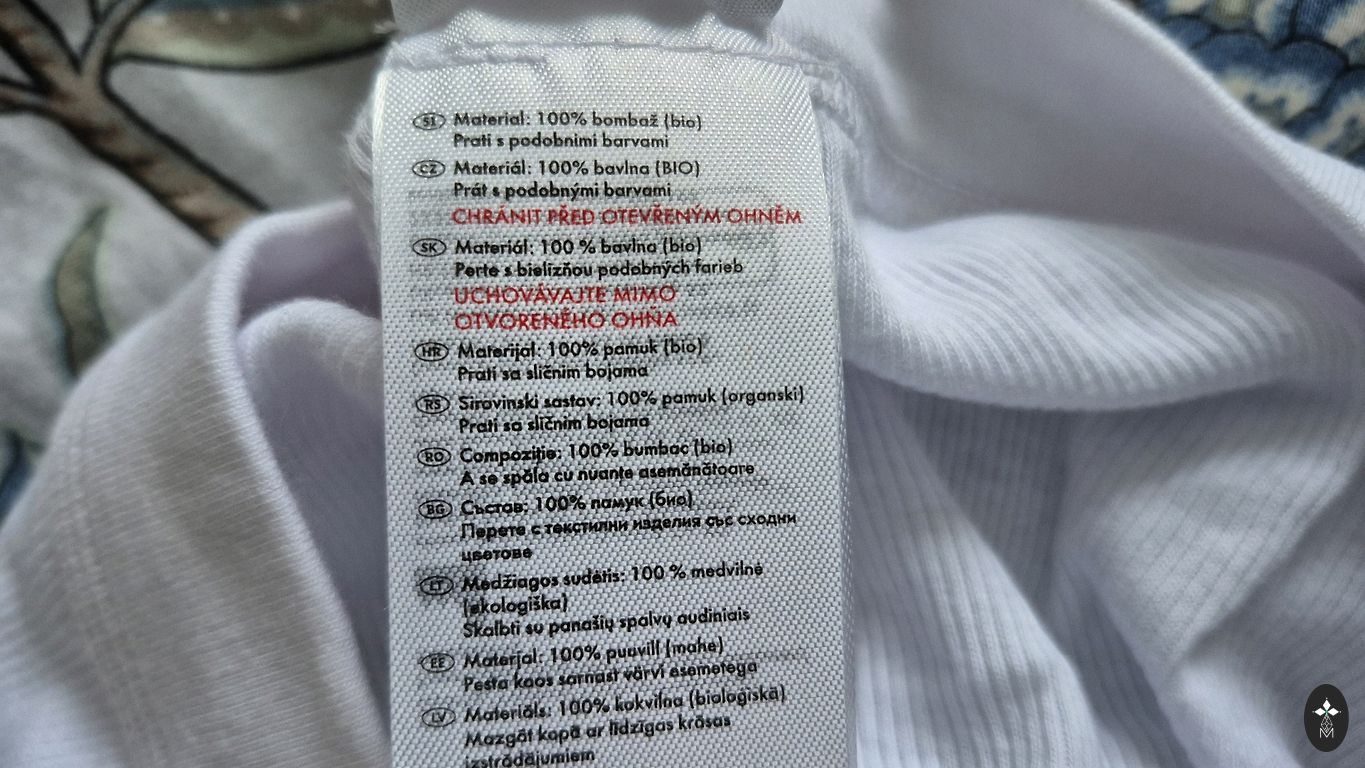 SI Material: 100% bombaž (bio)
Prati s podobnimi barvami
CZ Materiál: 100% bavlna (BIO)
Prát s podobnými barvami
CHRÁNIT PŘED OTEVŘENÝM OHNĚM
SK Materiál: 100 % bavlna (bio)
Perte s bielizňou podobných farieb
UCHOVÁVAJTE MIMO
OTVORENÉHO OHŇA
HR Materijal: 100% pamuk (bio)
Prati sa sličnim bojama
RS Sirovinski sastav: 100% pamuk (organski)
Prati sa sličnim bojama
RO Compoziție: 100% bumbac (bio)
A se spăla cu nuanțe asemănătoare
BG Състав: 100% памук (био)
Перете с текстилни изделия със сходни
цветове
LT Medžiagos sudėtis: 100 % medvilnė
(ekologiška)
Skalbti su panašių spalvų audiniais
EE Materjal: 100% puuvill (mahe)
Pesta koos sarnast värvi esemetega
LV Materiāls: 100% kokvilna (bioloģiskā)
Mazgāt kopā ar līdzīgas krāsas
izstrādājumiem
M